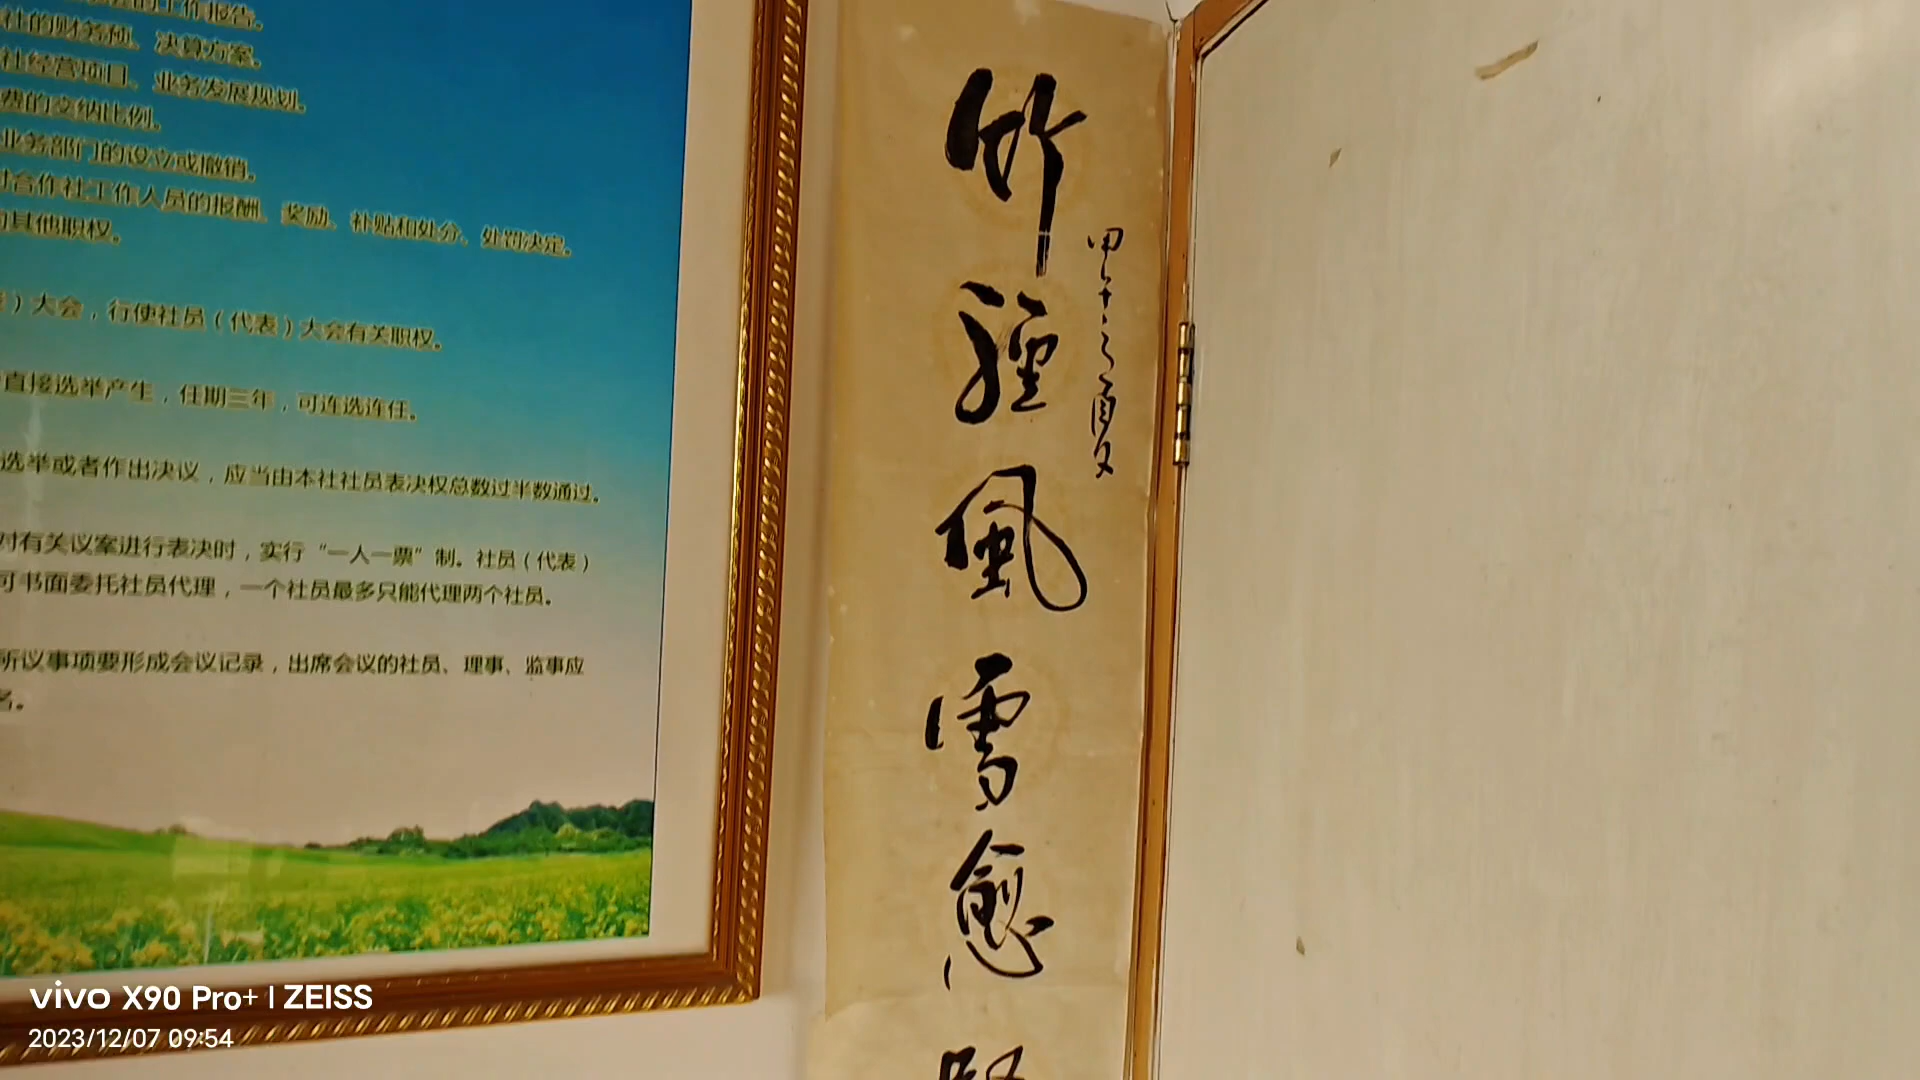 工作报告。
社的财务预、决算方案。
社经营项目、业务发展规划。
费的交纳比例。
业务部门的设立或撤销。
对合作社工作人员的报酬、奖励、补贴和处分、处罚决定。
的其他职权。
）大会，行使社员（代表）大会有关职权。
直接选举产生，任期三年，可连选连任。
选举或者作出决议，应当由本社社员表决权总数过半数通过。
对有关议案进行表决时，实行“一人一票”制。社员（代表）
可书面委托社员代理，一个社员最多只能代理两个社员。
所议事项要形成会议记录，出席会议的社员、理事、监事应
名。
甲午之夏
竹经风雪愈
vivo X90 Pro+ | ZEISS
2023/12/07 09:54